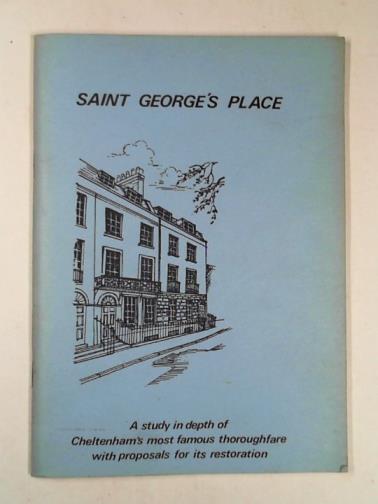 SAINT GEORGE'S PLACE
A study in depth of
Cheltenham's most famous thoroughfare
with proposals for its restoration